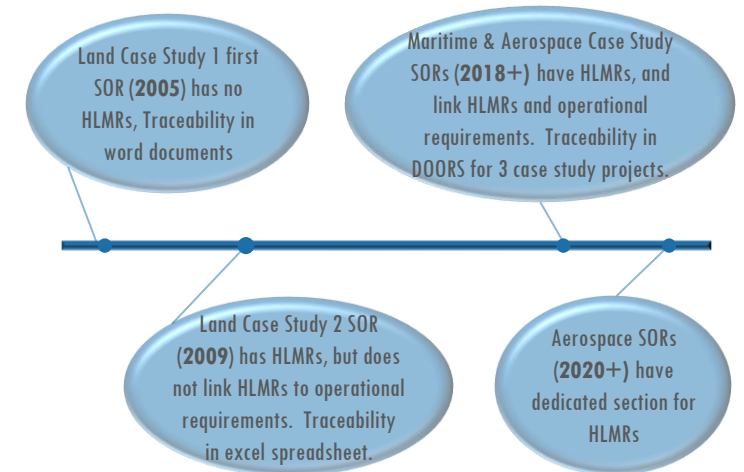 Land Case Study 1 first
SOR (2005) has no
HLMRs, Traceability in
word documents
Maritime & Aerospace Case Study
SORs (2018+) have HLMRs, and
link HLMRs and operational
requirements. Traceability in
DOORS for 3 case study projects.
Land Case Study 2 SOR
(2009) has HLMRs, but does
not link HLMRs to operational
requirements. Traceability
in excel spreadsheet.
Aerospace SORs
(2020+) have
dedicated section for
HLMRs